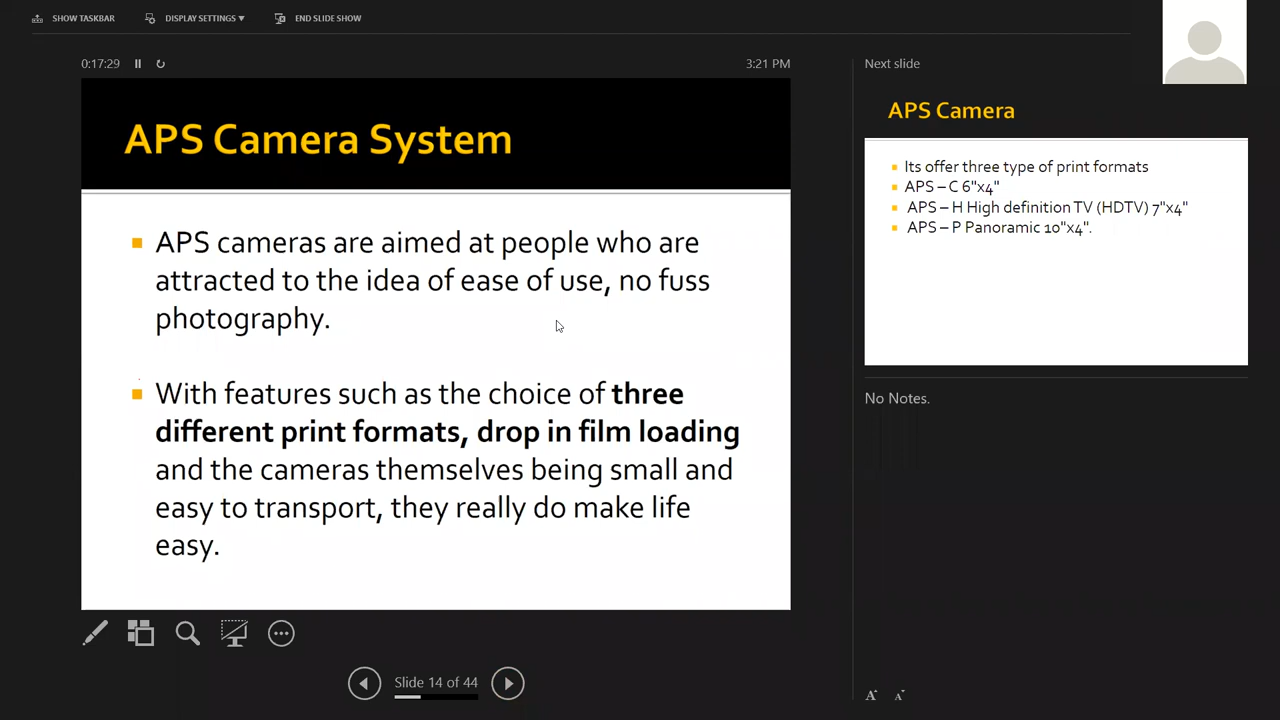 SHOW TASKBAR
DISPLAY SETTINGS ▼
END SLIDE SHOW
0:17:29
3:21 PM
APS Camera System
APS cameras are aimed at people who are
attracted to the idea of ease of use, no fuss
photography.
With features such as the choice of three
different print formats, drop in film loading
and the cameras themselves being small and
easy to transport, they really do make life
easy.
Slide 14 of 44
Next slide
APS Camera
Its offer three type of print formats
APS – C 6"x4"
APS – H High definition TV (HDTV) 7"x4"
APS – P Panoramic 10"x4".
No Notes.
A A